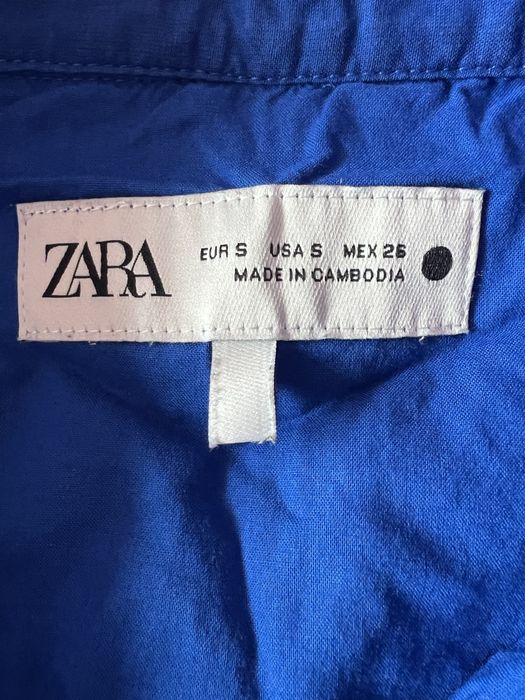 ZARA
EUR S USA S MEX 26
MADE IN CAMBODIA